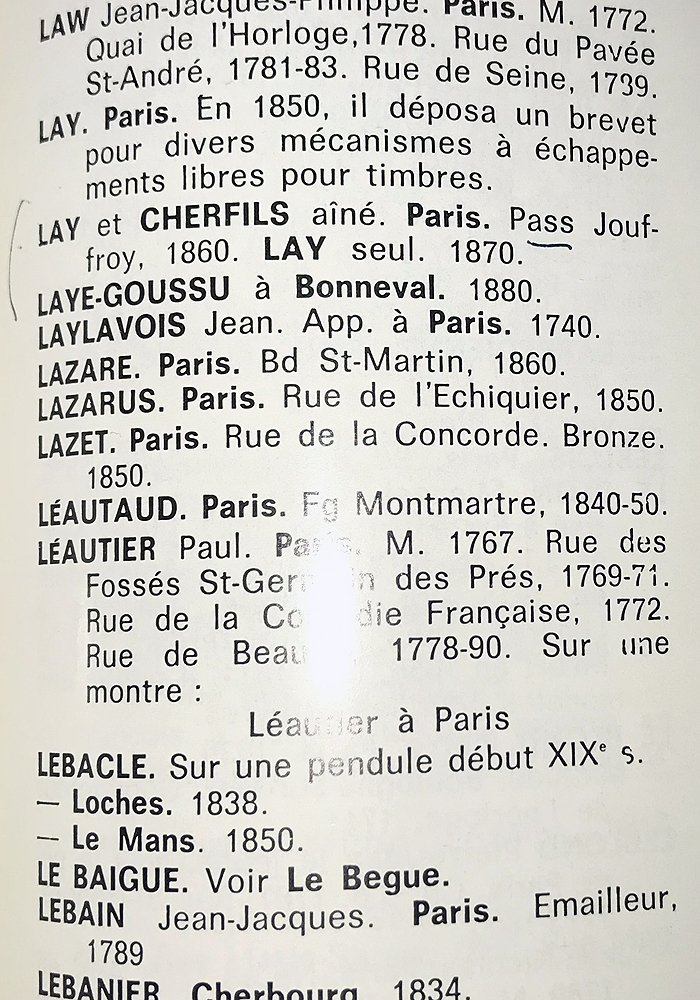 LAW Jean-Jacques-Philippe. Paris. M. 1772.
Quai de l'Horloge,1778. Rue du Pavée
St-André, 1781-83. Rue de Seine, 1789.
LAY. Paris. En 1850, il déposa un brevet
pour divers mécanismes à échappe-
ments libres pour timbres.
LAY et CHERFILS aîné. Paris. Pass Jouf-
froy, 1860. LAY seul. 1870.
LAYE-GOUSSU à Bonneval. 1880.
LAYLAVOIS Jean. App. à Paris. 1740.
LAZARE. Paris. Bd St-Martin, 1860.
LAZARUS. Paris. Rue de l'Echiquier, 1850.
LAZET. Paris. Rue de la Concorde. Bronze.
1850.
LÉAUTAUD. Paris. Fg Montmartre, 1840-50.
LÉAUTIER Paul. Paris. M. 1767. Rue des
Fossés St-Germain des Prés, 1769-71.
Rue de la Comédie Française, 1772.
Rue de 1778-90. Sur une
montre :
Léautier à Paris
LEBACLE. Sur une pendule début XIXe s.
— Loches. 1838.
— Le Mans. 1850.
LE BAIGUE. Voir Le Begue.
LEBAIN Jean-Jacques. Paris. Emailleur,
1789
LEBANIER Cherbourg 1834.